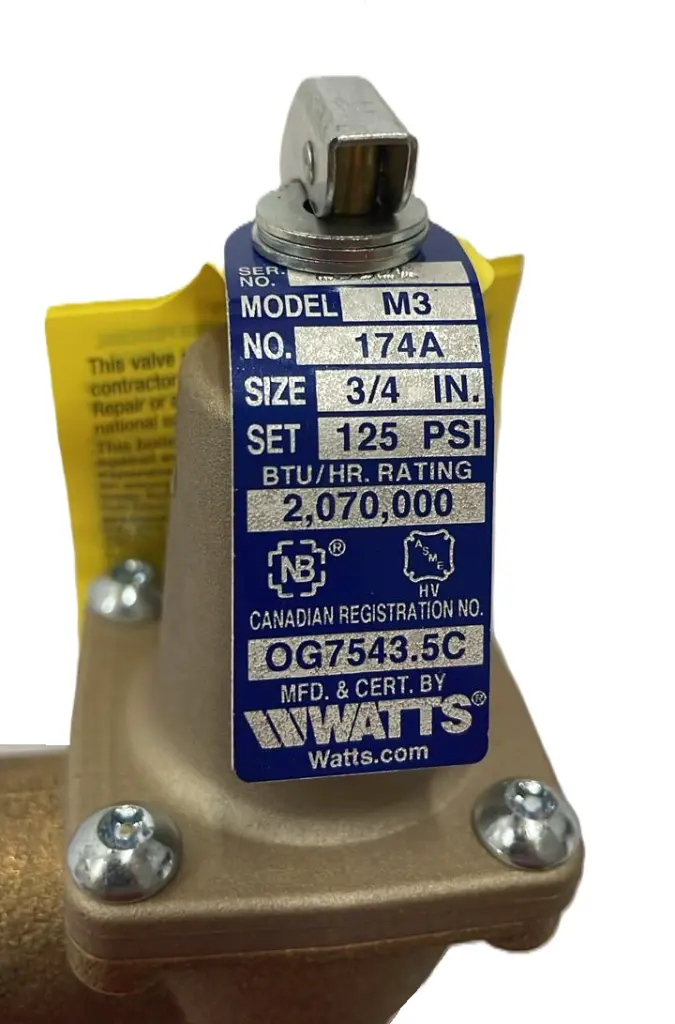 This valve
contractor
Repair or
national
This
SER.
NO.
MODEL M3
NO. 174A
SIZE 3/4 IN.
SET 125 PSI
BTU/HR. RATING
2,070,000
NB ®
ASME
HV
CANADIAN REGISTRATION NO.
OG7543.5C
MFD. & CERT. BY
WATTS®
Watts.com